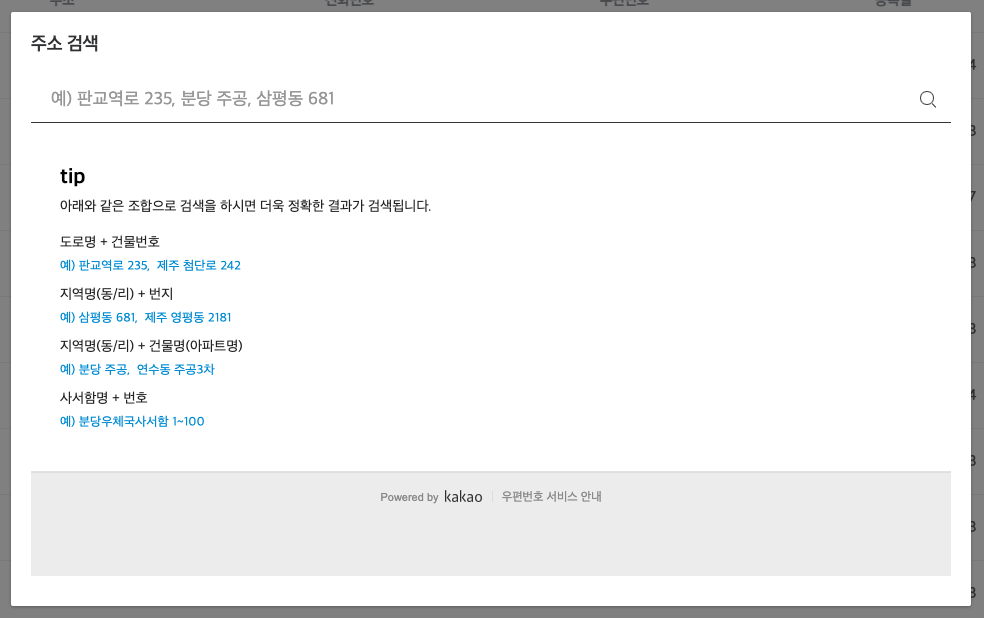 주소 검색
예) 판교역로 235, 분당 주공, 삼평동 681
tip
아래와 같은 조합으로 검색을 하시면 더욱 정확한 결과가 검색됩니다.
도로명 + 건물번호
예) 판교역로 235, 제주 첨단로 242
지역명(동/리) + 번지
예) 삼평동 681, 제주 영평동 2181
지역명(동/리) + 건물명(아파트명)
예) 분당 주공, 연수동 주공3차
사서함명 + 번호
예) 분당우체국사서함 1~100
Powered by kakao 우편번호 서비스 안내